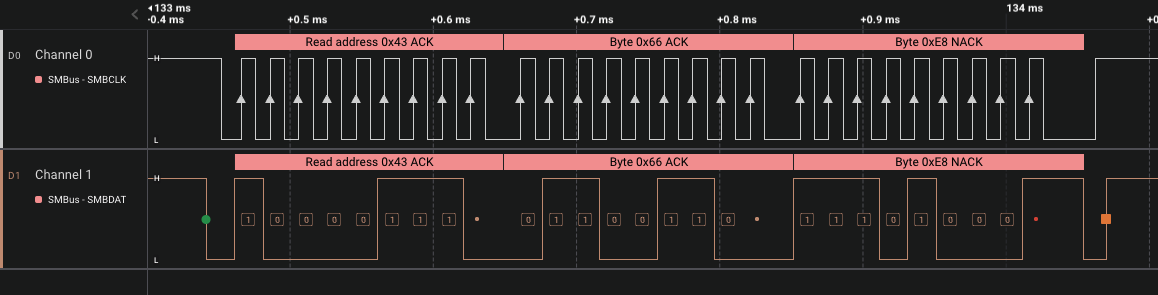 133 ms
-0.4 ms +0.5 ms +0.6 ms +0.7 ms +0.8 ms +0.9 ms 134 ms +0
Read address 0x43 ACK Byte 0x66 ACK Byte 0xE8 NACK
D0 Channel 0 H
SMBus - SMBCLK
L
Read address 0x43 ACK Byte 0x66 ACK Byte 0xE8 NACK
D1 Channel 1 H
SMBus - SMBDAT
1 0 0 0 0 1 1 1 0 1 1 0 0 1 1 0 1 1 1 0 1 0 0 0
L